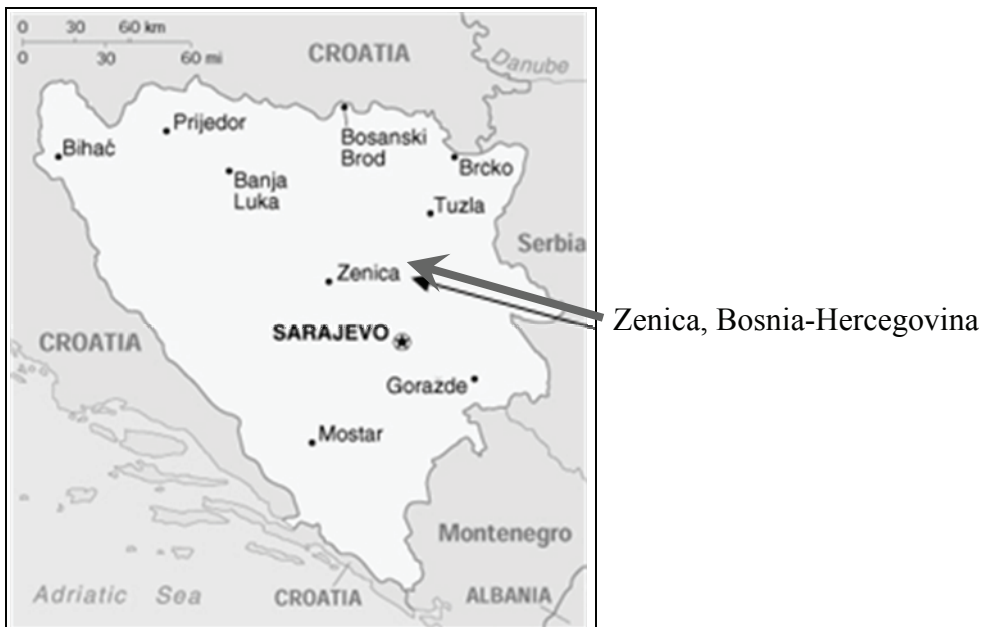 0 30 60 km
0 30 60 mi
CROATIA
Danube
Prijedor
Bosanski
Brod
Bihać
Brcko
Banja
Luka
Tuzla
Serbia
Zenica
Zenica, Bosnia-Hercegovina
SARAJEVO
CROATIA
Goražde
Mostar
Montenegro
Adriatic Sea
CROATIA
ALBANIA